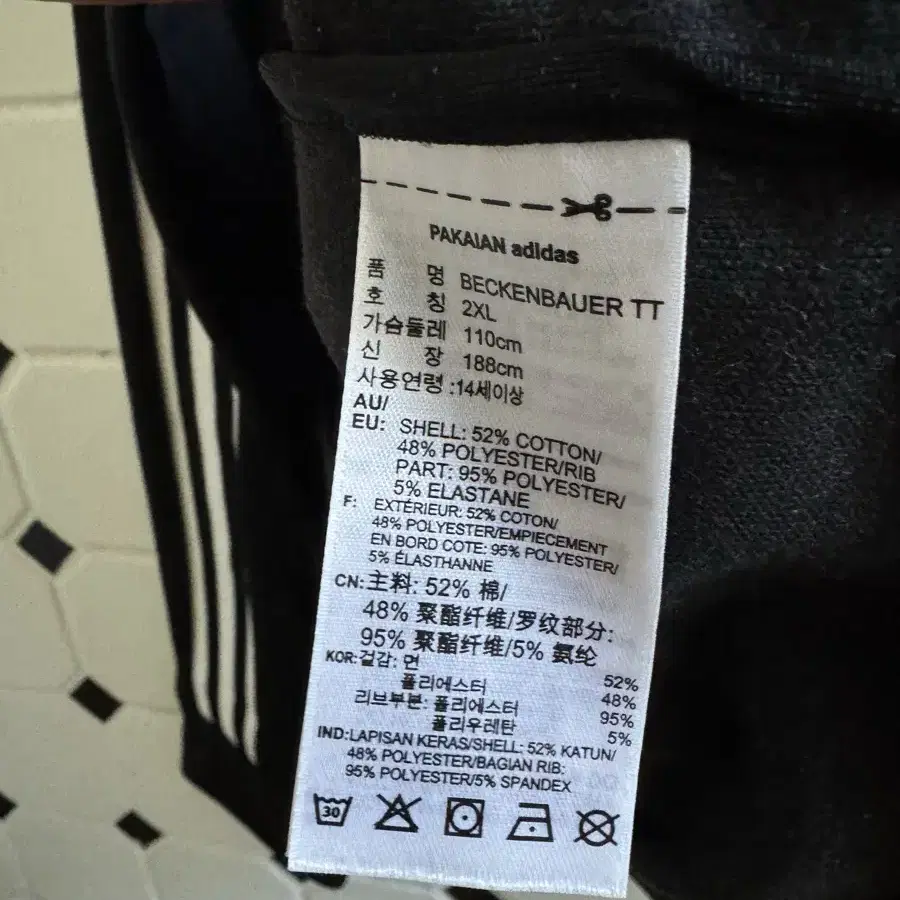 PAKAIAN adidas
품 명 BECKENBAUER TT
호 칭 2XL
가슴둘레 110cm
신 장 188cm
사용연령 :14세이상
AU/
EU: SHELL: 52% COTTON/
48% POLYESTER/RIB
PART: 95% POLYESTER/
5% ELASTANE
F: EXTÉRIEUR: 52% COTON/
48% POLYESTER/EMPIECEMENT
EN BORD COTE: 95% POLYESTER/
5% ÉLASTHANNE
CN: 主料: 52% 棉/
48% 聚酯纤维/罗纹部分:
95% 聚酯纤维/5% 氨纶
KOR: 겉감: 면 52%
폴리에스터 48%
리브부분: 폴리에스터 95%
폴리우레탄 5%
IND: LAPISAN KERAS/SHELL: 52% KATUN/
48% POLYESTER/BAGIAN RIB:
95% POLYESTER/5% SPANDEX
30